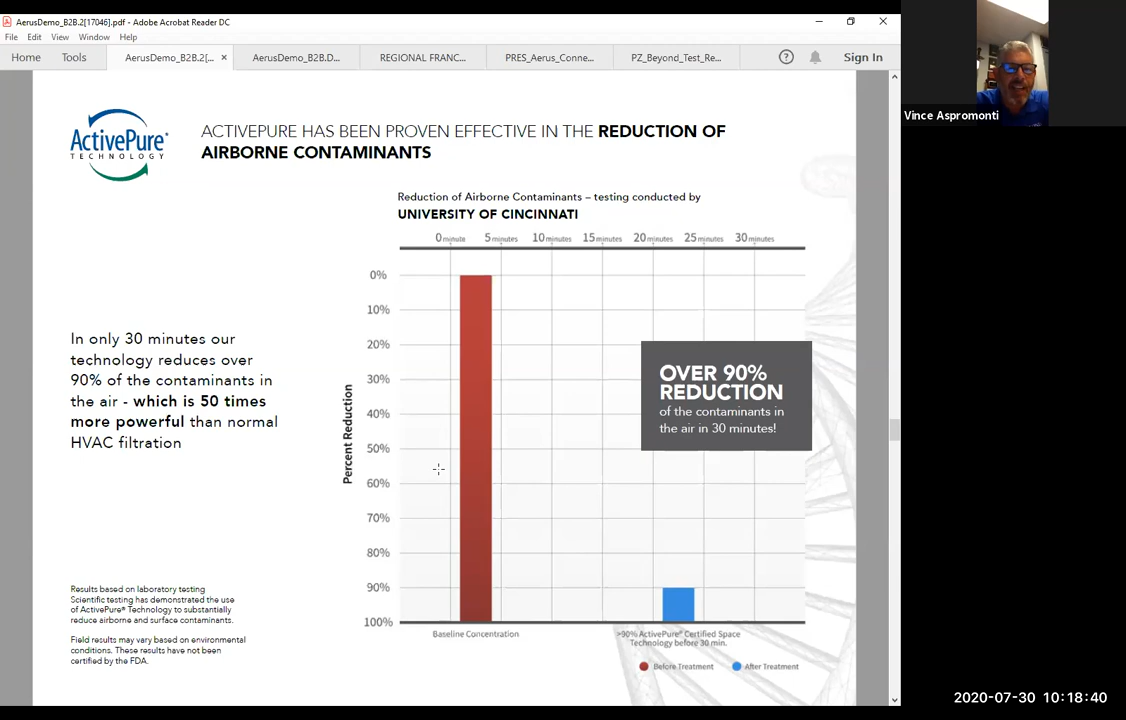 AerusDemo_B2B.2[17046].pdf - Adobe Acrobat Reader DC
File Edit View Window Help
Home Tools AerusDemo_B2B.2[... × AerusDemo_B2B.D... REGIONAL FRANC... PRES_Aerus_Conne... PZ_Beyond_Test_Re... Sign In
Vince Aspromonti
ActivePure®
TECHNOLOGY
ACTIVEPURE HAS BEEN PROVEN EFFECTIVE IN THE REDUCTION OF
AIRBORNE CONTAMINANTS
Reduction of Airborne Contaminants – testing conducted by
UNIVERSITY OF CINCINNATI
0 minute 5 minutes 10 minutes 15 minutes 20 minutes 25 minutes 30 minutes
0%
10%
20%
30%
40%
50%
60%
70%
80%
90%
100%
Percent Reduction
In only 30 minutes our
technology reduces over
90% of the contaminants in
the air - which is 50 times
more powerful than normal
HVAC filtration
OVER 90%
REDUCTION
of the contaminants in
the air in 30 minutes!
Baseline Concentration
>90% ActivePure® Certified Space
Technology before 30 min.
Before Treatment After Treatment
Results based on laboratory testing
Scientific testing has demonstrated the use
of ActivePure® Technology to substantially
reduce airborne and surface contaminants.
Field results may vary based on environmental
conditions. These results have not been
certified by the FDA.
2020-07-30 10:18:40